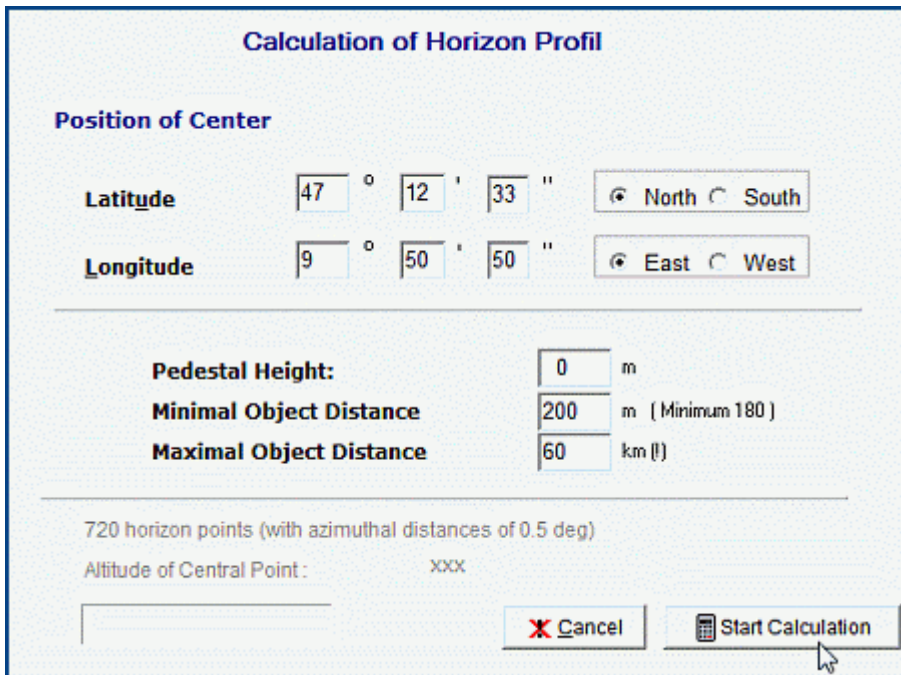 Calculation of Horizon Profil
Position of Center
Latitude 47 ° 12 ' 33 " North South
Longitude 9 ° 50 ' 50 " East West
Pedestal Height: 0 m
Minimal Object Distance 200 m ( Minimum 180 )
Maximal Object Distance 60 km (!)
720 horizon points (with azimuthal distances of 0.5 deg)
Altitude of Central Point : xxx
Cancel Start Calculation